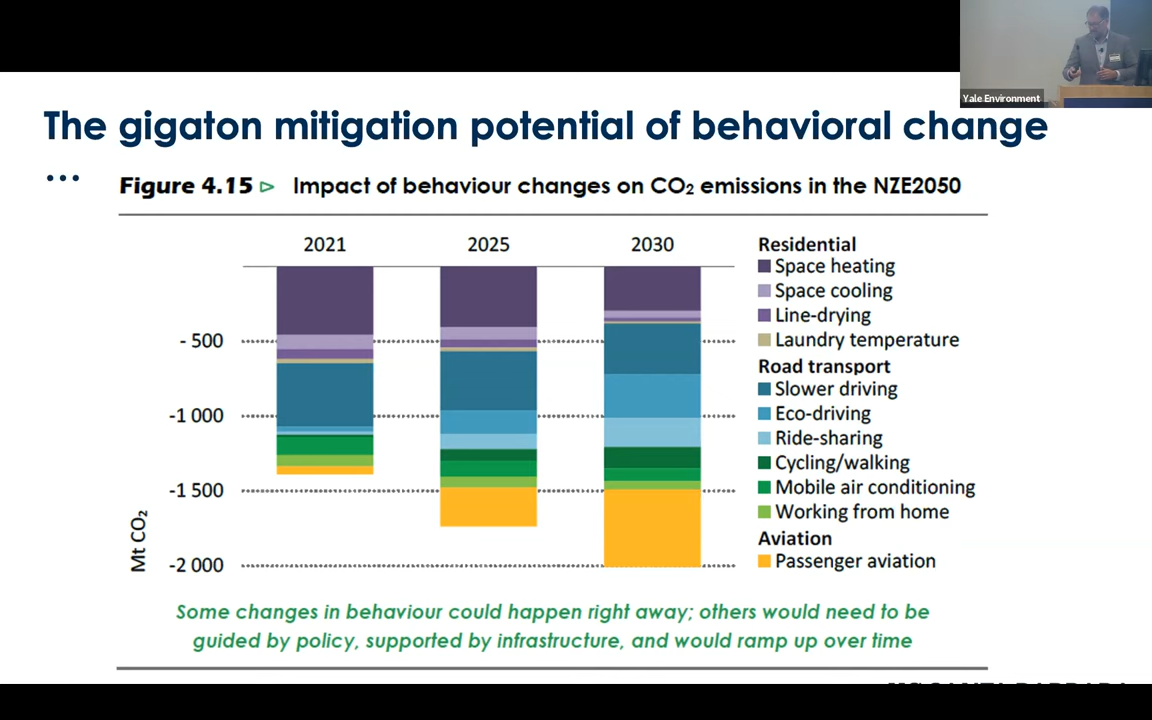 Yale Environment
The gigaton mitigation potential of behavioral change
...
Figure 4.15 ▷ Impact of behaviour changes on CO₂ emissions in the NZE2050
2021 2025 2030
- 500
-1 000
-1 500
-2 000
Mt CO₂
Residential
Space heating
Space cooling
Line-drying
Laundry temperature
Road transport
Slower driving
Eco-driving
Ride-sharing
Cycling/walking
Mobile air conditioning
Working from home
Aviation
Passenger aviation
Some changes in behaviour could happen right away; others would need to be
guided by policy, supported by infrastructure, and would ramp up over time